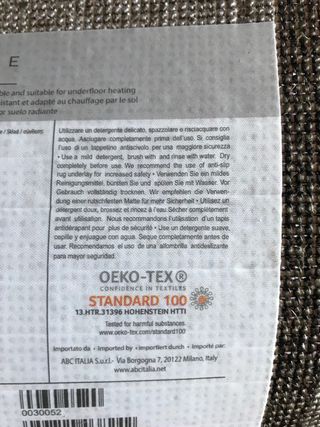 E
ble and suitable for underfloor heating
istant et adapté au chauffage par le sol
or suelo radiante
Utilizzare un detergente delicato, spazzolare e risciacquare con
acqua. Asciugare completamente prima dell'uso. Si consiglia
l'uso di un tappetino antiscivolo per una maggiore sicurezza
• Use a mild detergent, brush and rinse with water. Dry
completely before use. We recommend the use of anti-slip
rug underlay for increased safety • Verwenden Sie ein mildes
Reinigungsmittel, bürsten Sie und spülen Sie mit Wasser. Vor
Gebrauch vollständig trocknen. Wir empfehlen die Verwen-
dung einer rutschfesten Matte für mehr Sicherheit • Utilisez un
détergent doux, brossez et rincez à l'eau. Sécher complètement
avant utilisation. Nous recommandons l'utilisation d'un tapis
antidérapant pour plus de sécurité • Use un detergente suave,
cepille y enjuague con agua. Seque completamente antes de
usar. Recomendamos el uso de una alfombrita antideslizante
para mayor seguridad.
OEKO-TEX®
CONFIDENCE IN TEXTILES
STANDARD 100
13.HTR.31396 HOHENSTEIN HTTI
Tested for harmful substances.
www.oeko-tex.com/standard100
Importato da • Imported by • Importiert durch • Importé par:
ABC ITALIA S.u.r.l.- Via Borgogna 7, 20122 Milano, Italy
www.abcitalia.net
0030052